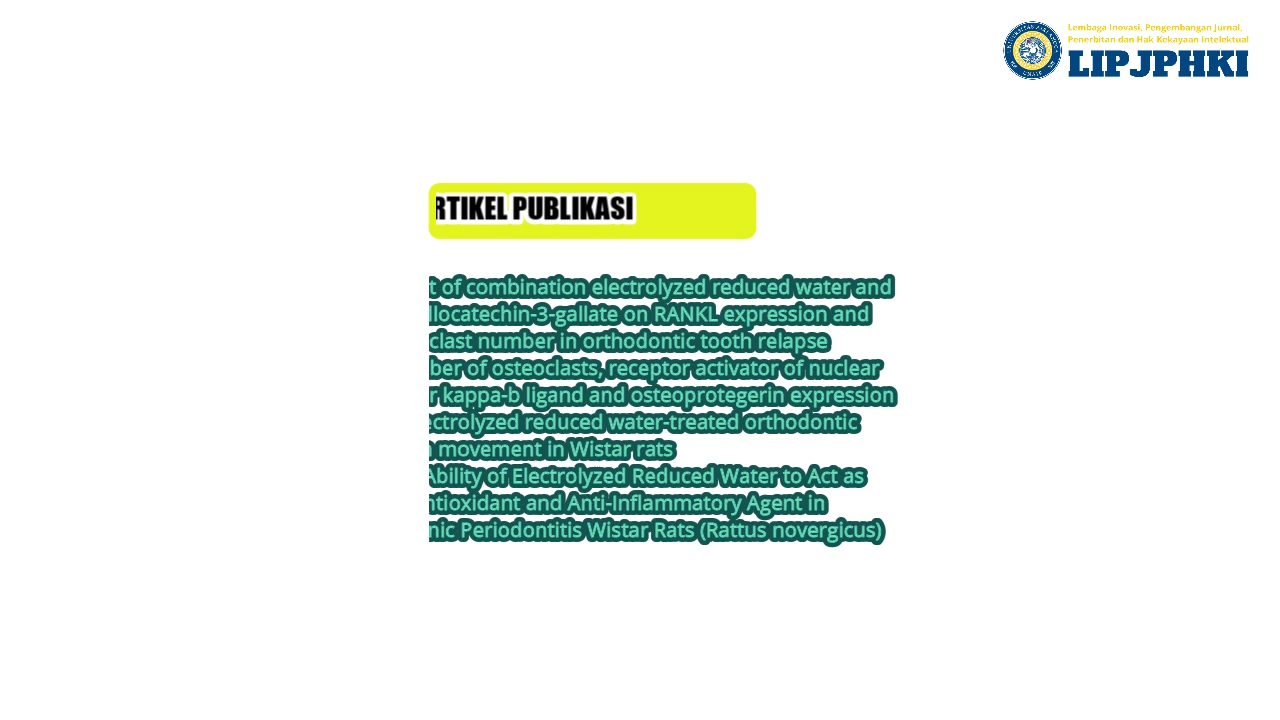 Lembaga Inovasi, Pengembangan Jurnal,
Penerbitan dan Hak Kekayaan Intelektual
LIPJPHKI
RTIKEL PUBLIKASI
t of combination electrolyzed reduced water and
llocatechin-3-gallate on RANKL expression and
clast number in orthodontic tooth relapse
ber of osteoclasts, receptor activator of nuclear
r kappa-b ligand and osteoprotegerin expression
ectrolyzed reduced water-treated orthodontic
movement in Wistar rats
Ability of Electrolyzed Reduced Water to Act as
ntioxidant and Anti-Inflammatory Agent in
nic Periodontitis Wistar Rats (Rattus novergicus)